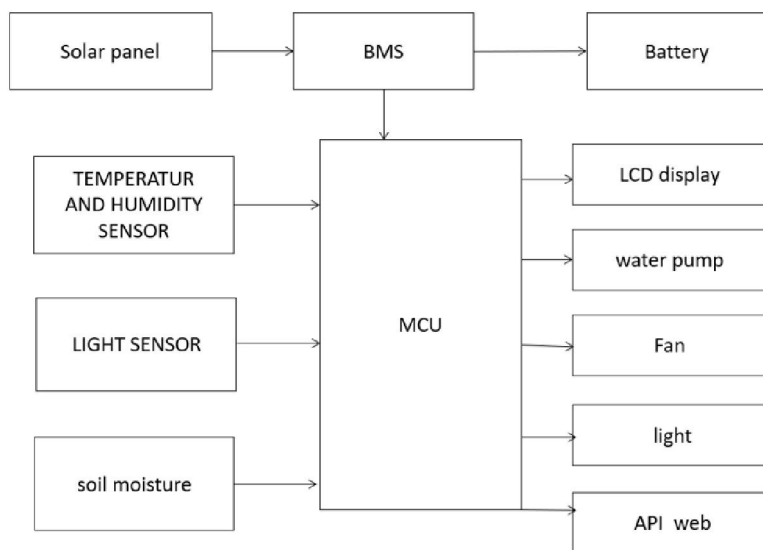 Solar panel
BMS
Battery
TEMPERATUR
AND HUMIDITY
SENSOR
LCD display
water pump
MCU
LIGHT SENSOR
Fan
light
soil moisture
API web